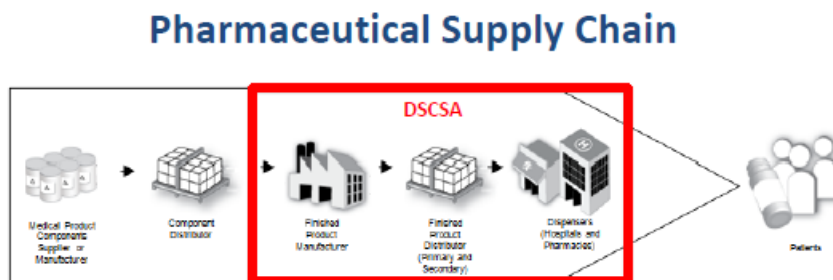 Pharmaceutical Supply Chain
DSCSA
Medical Product
Components
Supplier or
Manufacturer
Component
Distributor
Finished
Product
Manufacturer
Finished
Product
Distributor
(Primary and
Secondary)
Dispensers
(Hospitals and
Pharmacies)
H
Patients